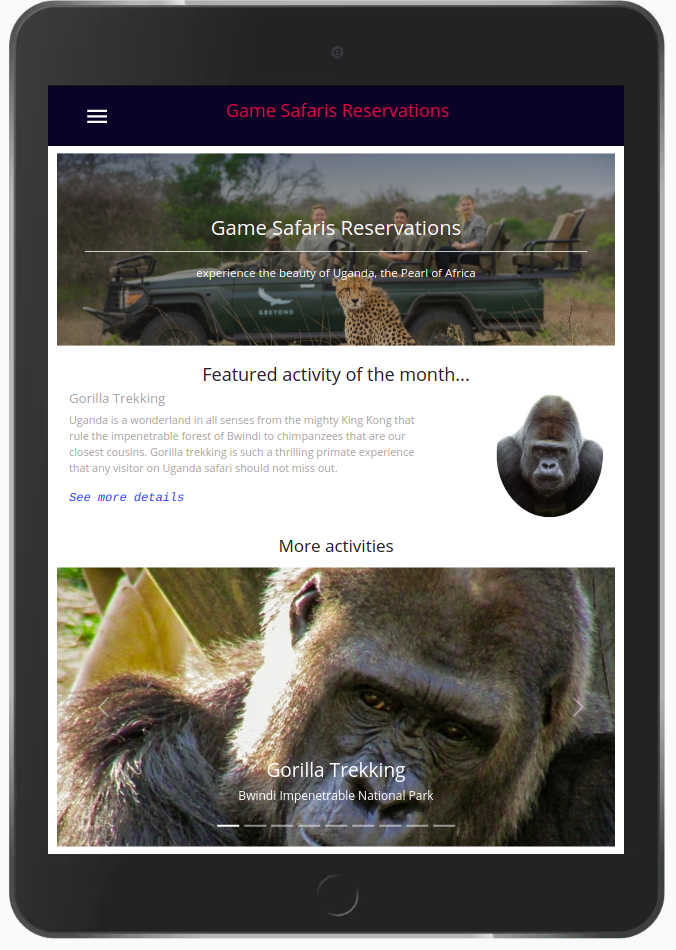 Game Safaris Reservations
Game Safaris Reservations
experience the beauty of Uganda, the Pearl of Africa
&BEYOND
Featured activity of the month...
Gorilla Trekking
Uganda is a wonderland in all senses from the mighty King Kong that
rule the impenetrable forest of Bwindi to chimpanzees that are our
closest cousins. Gorilla trekking is such a thrilling primate experience
that any visitor on Uganda safari should not miss out.
See more details
More activities
Gorilla Trekking
Bwindi Impenetrable National Park